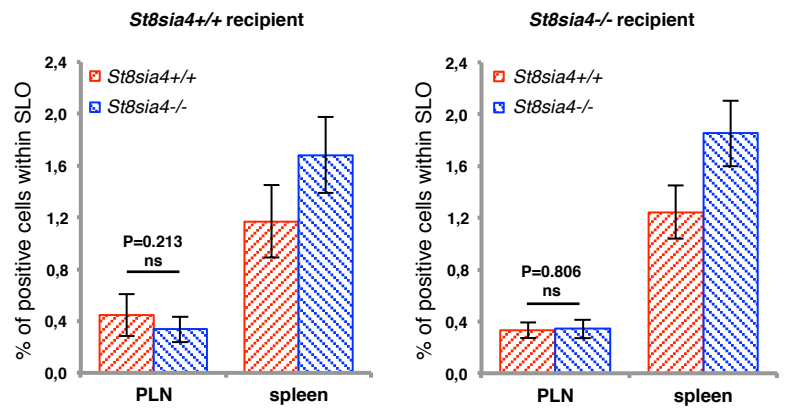 St8sia4+/+ recipient
% of positive cells within SLO
2,4
2,0
1,6
1,2
0,8
0,4
0,0
St8sia4+/+
St8sia4-/-
P=0.213
ns
PLN
spleen
St8sia4-/- recipient
% of positive cells within SLO
2,4
2,0
1,6
1,2
0,8
0,4
0,0
St8sia4+/+
St8sia4-/-
P=0.806
ns
PLN
spleen